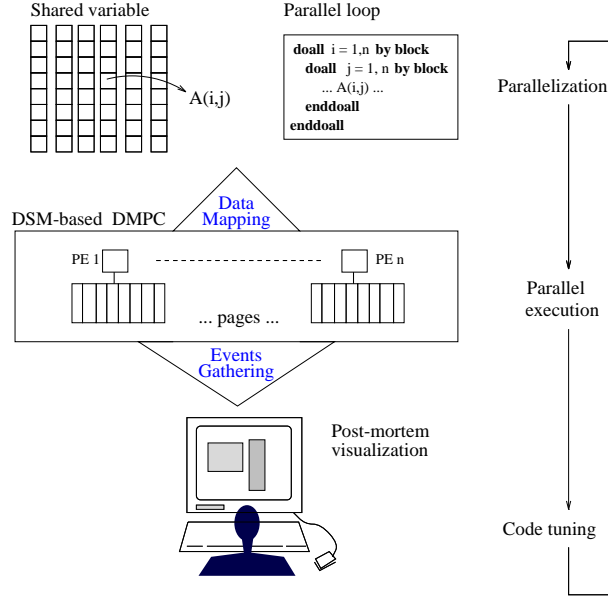 Shared variable
Parallel loop
doall i = 1,n by block
doall j = 1, n by block
... A(i,j) ...
enddoall
enddoall
A(i,j)
Parallelization
Data
Mapping
DSM-based DMPC
PE 1
PE n
... pages ...
Parallel
execution
Events
Gathering
Post-mortem
visualization
Code tuning